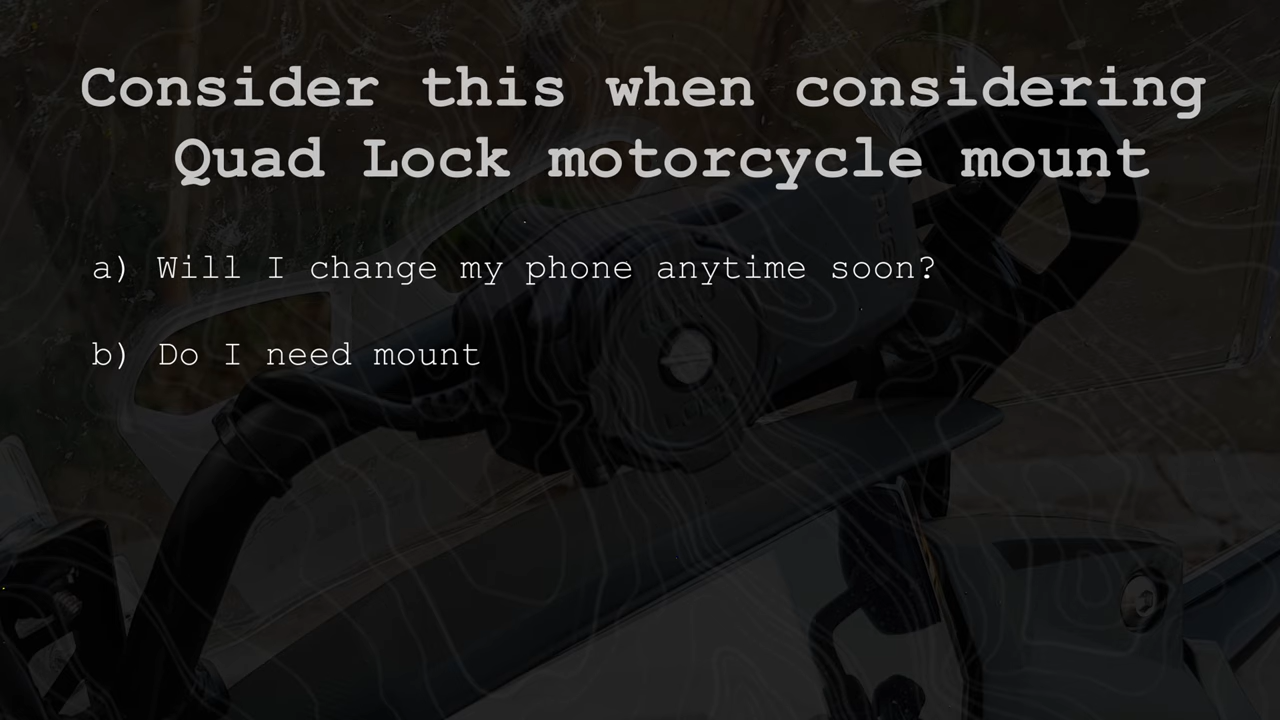 Consider this when considering
Quad Lock motorcycle mount
a) Will I change my phone anytime soon?
b) Do I need mount